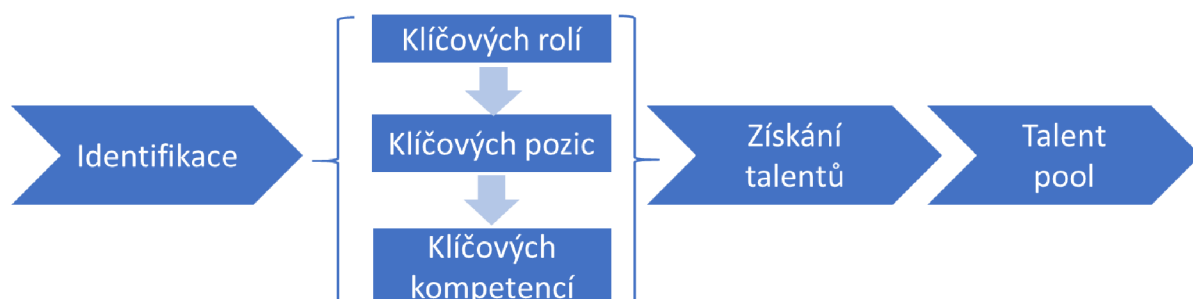 Identifikace
Klíčových rolí
Klíčových pozic
Klíčových
kompetencí
Získání
talentů
Talent
pool